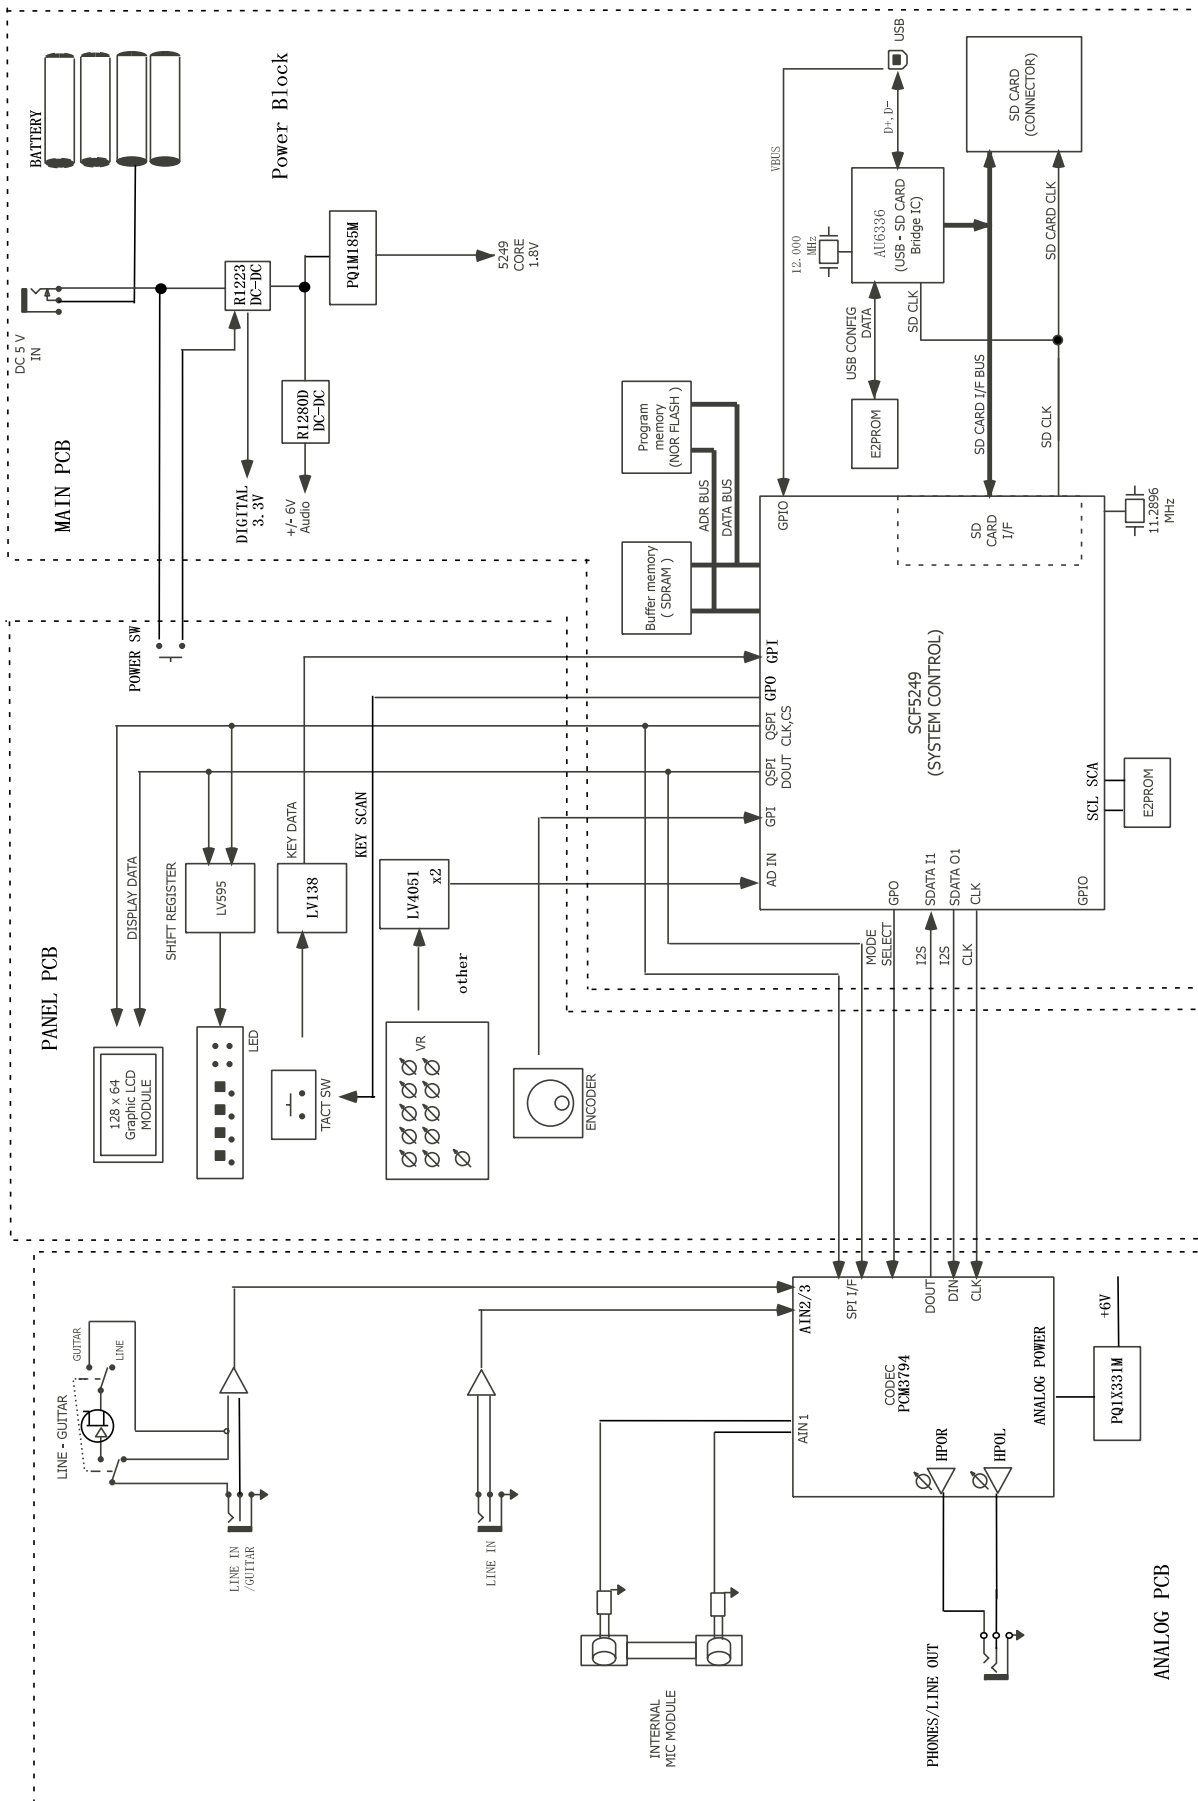 BATTERY
Power Block
DC 5 V
IN
MAIN PCB
R1223
DC-DC
PQ1M185M
5249
CORE
1.8V
R1280D
DC-DC
DIGITAL
3.3V
+/- 6V
Audio
POWER SW
USB
D+, D-
VBUS
SD CARD
(CONNECTOR)
AU6336
(USB - SD CARD
Bridge IC)
12.000
MHz
USB CONFIG
DATA
SD CLK
SD CARD CLK
E2PROM
SD CARD I/F BUS
SD CLK
Program
memory
(NOR FLASH )
ADR BUS
DATA BUS
Buffer memory
( SDRAM )
GPIO
SD
CARD
I/F
11.2896
MHz
GPI
GPO
QSPI
CLK,CS
QSPI
DOUT
GPI
AD IN
SCF5249
(SYSTEM CONTROL)
SCL SCA
E2PROM
GPO
SDATA I1
SDATA O1
CLK
GPIO
MODE
SELECT
I2S
I2S
CLK
PANEL PCB
DISPLAY DATA
SHIFT REGISTER
LV595
KEY DATA
LV138
KEY SCAN
LV4051
x2
other
128 x 64
Graphic LCD
MODULE
LED
TACT SW
VR
ENCODER
GUITAR
LINE
LINE - GUITAR
LINE IN
/GUITAR
LINE IN
AIN2/3
SPI I/F
DOUT
DIN
CLK
CODEC
PCM3794
AIN1
ANALOG POWER
+6V
PQ1X331M
HPOR
HPOL
INTERNAL
MIC MODULE
PHONES/LINE OUT
ANALOG PCB